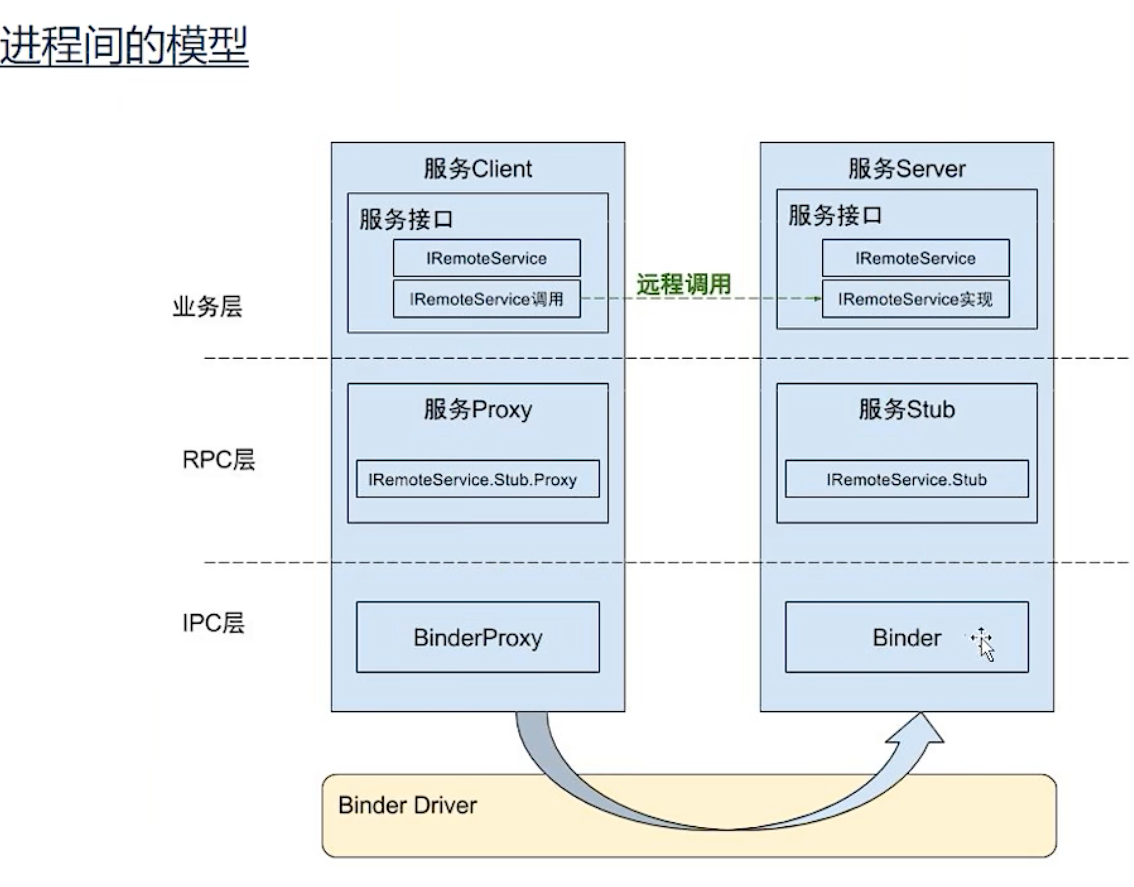 进程间的模型
服务Client
服务Server
服务接口
服务接口
IRemoteService
IRemoteService
IRemoteService调用
远程调用
IRemoteService实现
业务层
服务Proxy
服务Stub
RPC层
IRemoteService.Stub.Proxy
IRemoteService.Stub
IPC层
BinderProxy
Binder
Binder Driver